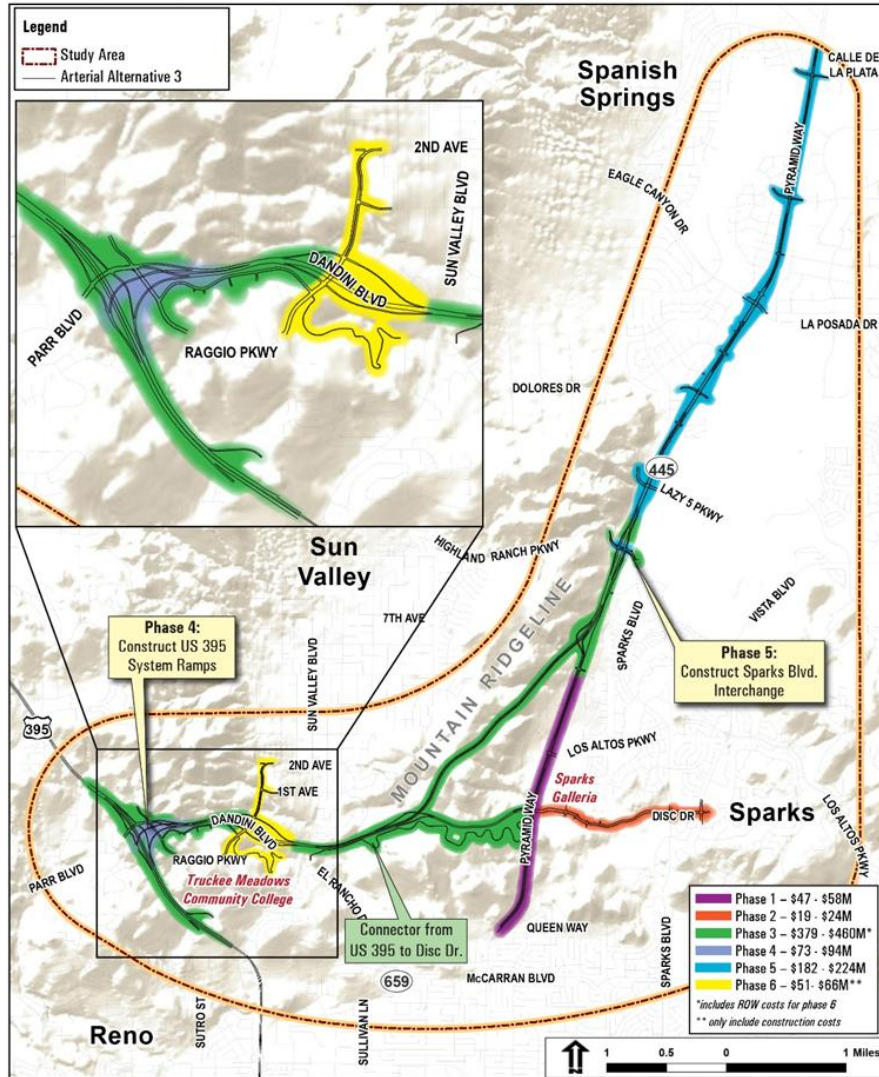 Legend
Study Area
Arterial Alternative 3
Spanish
Springs
CALLE DE
LA PLATA
PYRAMID WAY
EAGLE CANYON DR
2ND AVE
SUN VALLEY BLVD
DANDINI BLVD
PARR BLVD
RAGGIO PKWY
LA POSADA DR
DOLORES DR
445
LAZY 5 PKWY
Sun
Valley
HIGHLAND RANCH PKWY
7TH AVE
MOUNTAIN RIDGELINE
SPARKS BLVD
VISTA BLVD
Phase 4:
Construct US 395
System Ramps
Phase 5:
Construct Sparks Blvd.
Interchange
SUN VALLEY BLVD
395
LOS ALTOS PKWY
2ND AVE
1ST AVE
Sparks
Galleria
DANDINI BLVD
PYRAMID WAY
DISC DR
Sparks
LOS ALTOS PKWY
RAGGIO PKWY
PARR BLVD
Truckee Meadows
Community College
EL RANCHO
Connector from
US 395 to Disc Dr.
QUEEN WAY
659
McCARRAN BLVD
SPARKS BLVD
Reno
SUTRO ST
SULLIVAN LN
Phase 1 – $47 - $58M
Phase 2 – $19 - $24M
Phase 3 – $379 - $460M*
Phase 4 – $73 - $94M
Phase 5 – $182 - $224M
Phase 6 – $51- $66M**
*includes ROW costs for phase 6
** only include construction costs
1 0.5 0 1 Miles